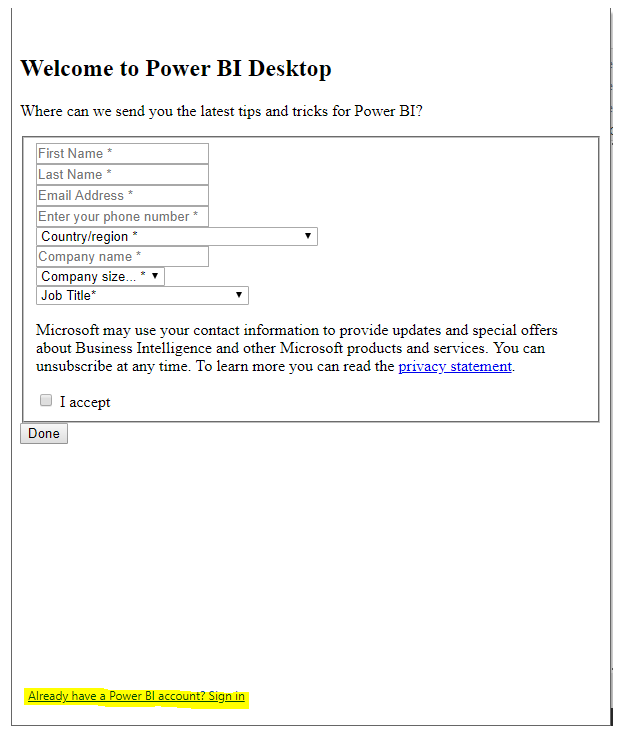 Welcome to Power BI Desktop
Where can we send you the latest tips and tricks for Power BI?
First Name *
Last Name *
Email Address *
Enter your phone number *
Country/region *
Company name *
Company size... *
Job Title*
Microsoft may use your contact information to provide updates and special offers
about Business Intelligence and other Microsoft products and services. You can
unsubscribe at any time. To learn more you can read the privacy statement.
I accept
Done
Already have a Power BI account? Sign in